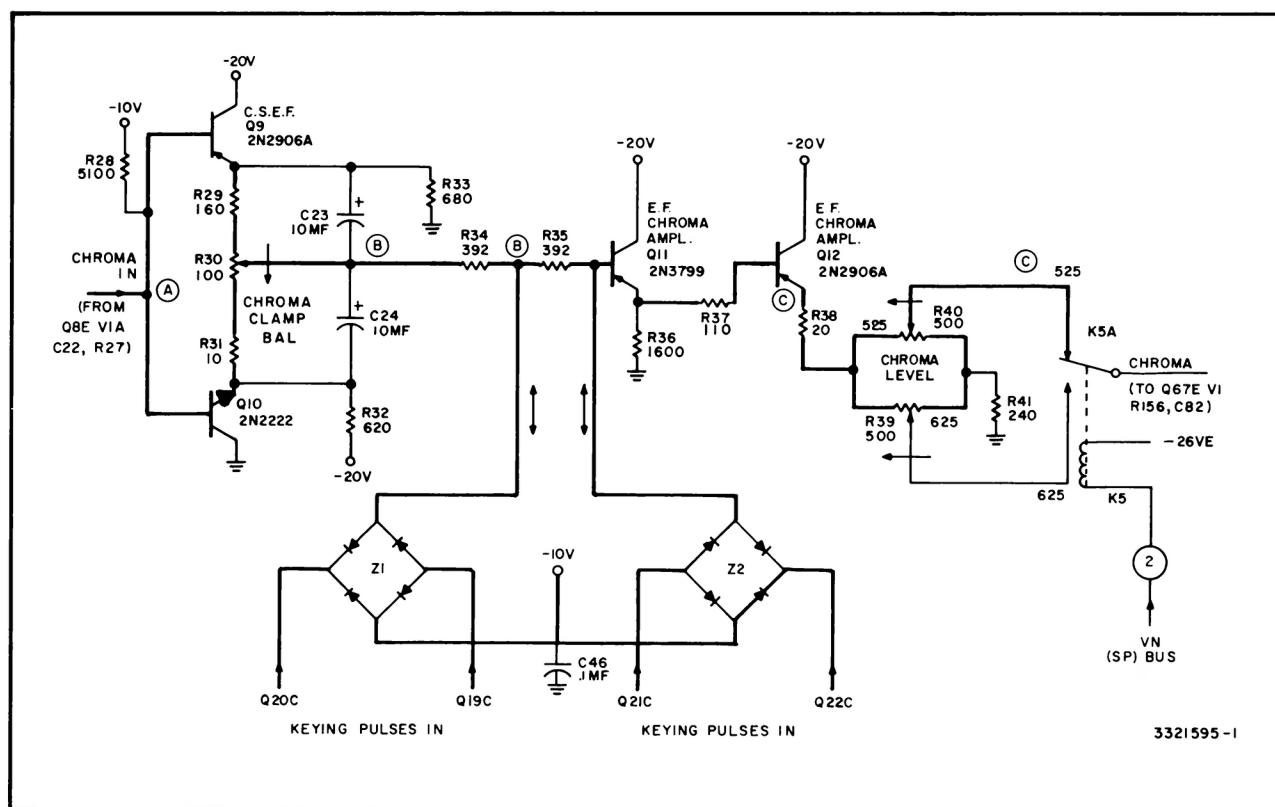 -20V
-10V
C.S.E.F.
Q9
2N2906A
R28
5100
R29
160
C23
10MF
+
R33
680
CHROMA
IN
A
(FROM
Q8E VIA
C22, R27)
R30
100
CHROMA
CLAMP
BAL
B
R34
392
B
R35
392
C24
10MF
+
R31
10
Q10
2N2222
R32
620
-20V
-20V
E.F.
CHROMA
AMPL.
Q11
2N3799
R36
1600
R37
110
-20V
E.F.
CHROMA
AMPL.
Q12
2N2906A
C
R38
20
C
525
525
R40
500
CHROMA
LEVEL
R39
500
625
R41
240
K5A
CHROMA
(TO Q67E VI
R156, C82)
-26VE
625
K5
2
VN
(SP) BUS
Z1
-10V
Z2
C46
.1MF
Q20C
Q19C
Q21C
Q22C
KEYING PULSES IN
KEYING PULSES IN
3321595-1